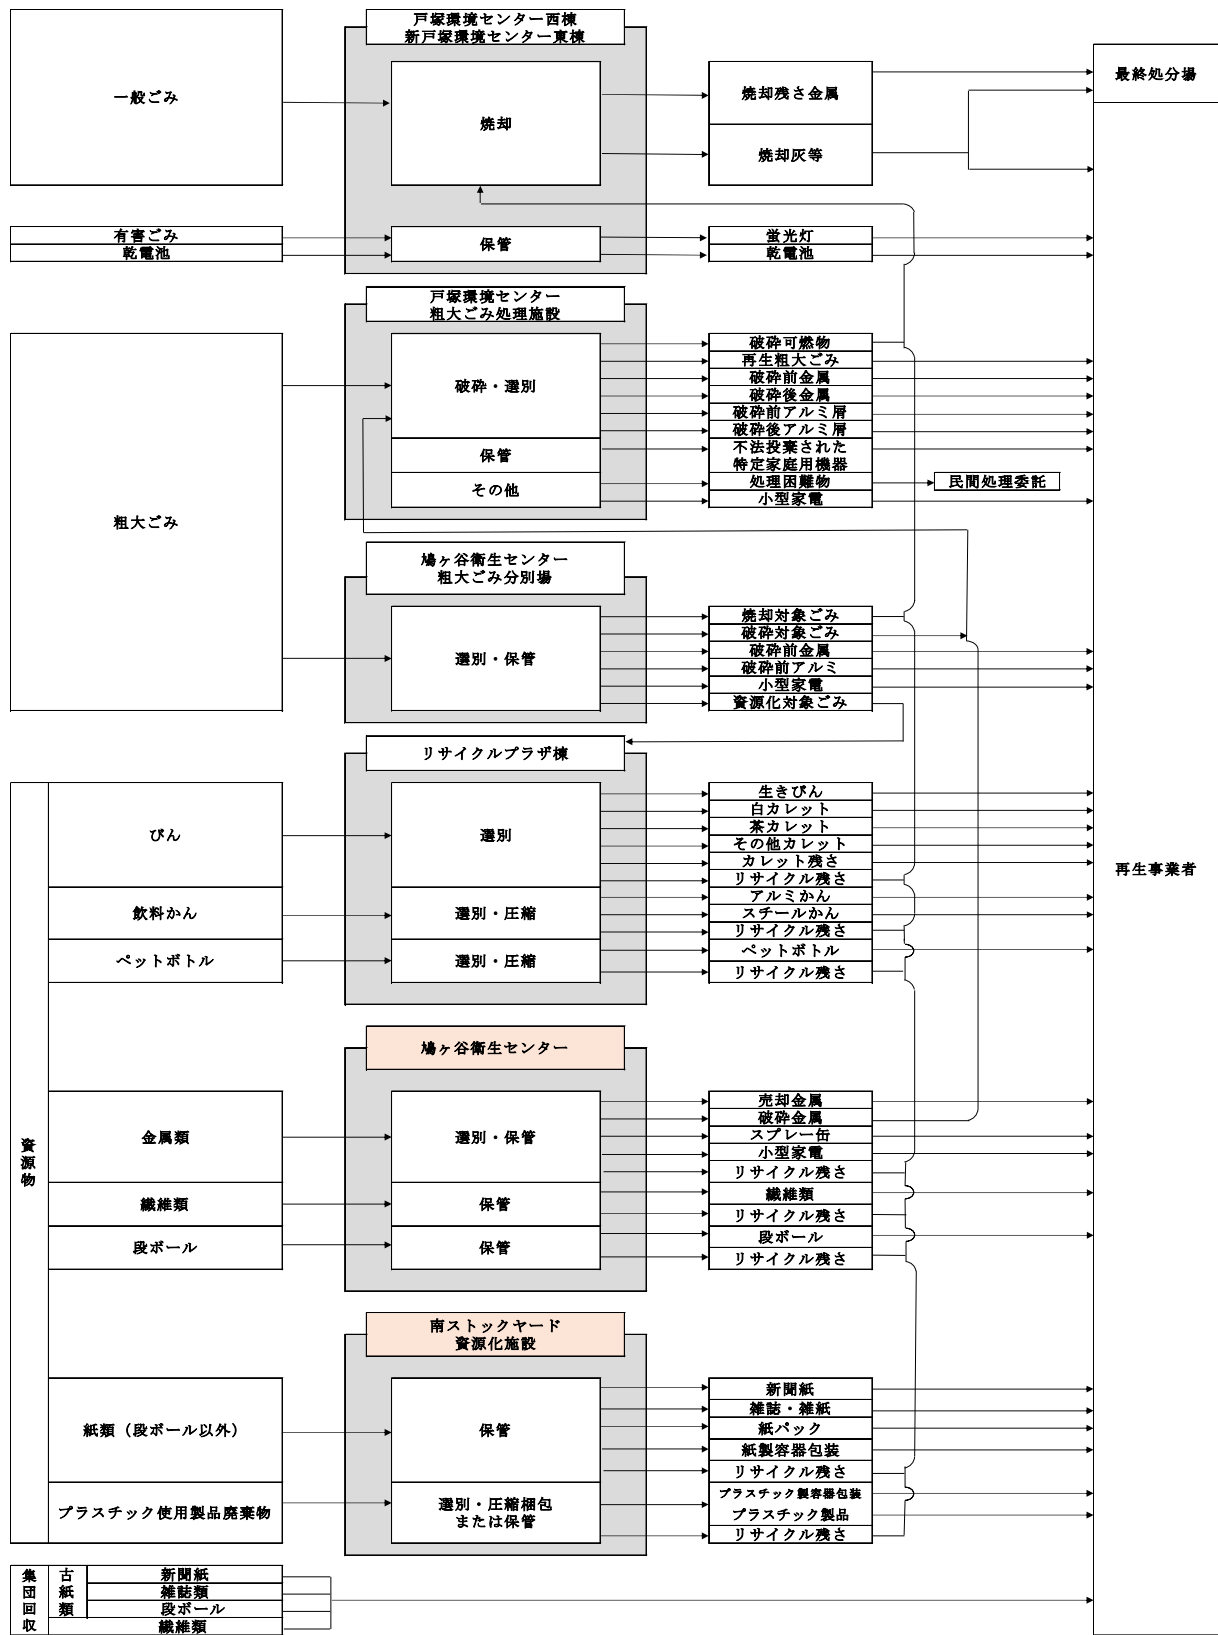 戸塚環境センター西棟
新戸塚環境センター東棟
一般ごみ
焼却
焼却残さ金属
焼却灰等
最終処分場
有害ごみ
乾電池
保管
蛍光灯
乾電池
戸塚環境センター
粗大ごみ処理施設
粗大ごみ
破砕・選別
保管
その他
破砕可燃物
再生粗大ごみ
破砕前金属
破砕後金属
破砕前アルミ屑
破砕後アルミ屑
不法投棄された
特定家庭用機器
処理困難物
小型家電
民間処理委託
鳩ヶ谷衛生センター
粗大ごみ分別場
選別・保管
焼却対象ごみ
破砕対象ごみ
破砕前金属
破砕前アルミ
小型家電
資源化対象ごみ
リサイクルプラザ棟
資源物
びん
選別
生きびん
白カレット
茶カレット
その他カレット
カレット残さ
リサイクル残さ
再生事業者
飲料かん
選別・圧縮
アルミかん
スチールかん
リサイクル残さ
ペットボトル
選別・圧縮
ペットボトル
リサイクル残さ
鳩ヶ谷衛生センター
金属類
選別・保管
売却金属
破砕金属
スプレー缶
小型家電
リサイクル残さ
繊維類
保管
繊維類
リサイクル残さ
段ボール
保管
段ボール
リサイクル残さ
南ストックヤード
資源化施設
紙類（段ボール以外）
保管
新聞紙
雑誌・雑紙
紙パック
紙製容器包装
リサイクル残さ
プラスチック使用製品廃棄物
選別・圧縮梱包
または保管
プラスチック製容器包装
プラスチック製品
リサイクル残さ
集団回収
古紙類
新聞紙
雑誌類
段ボール
繊維類